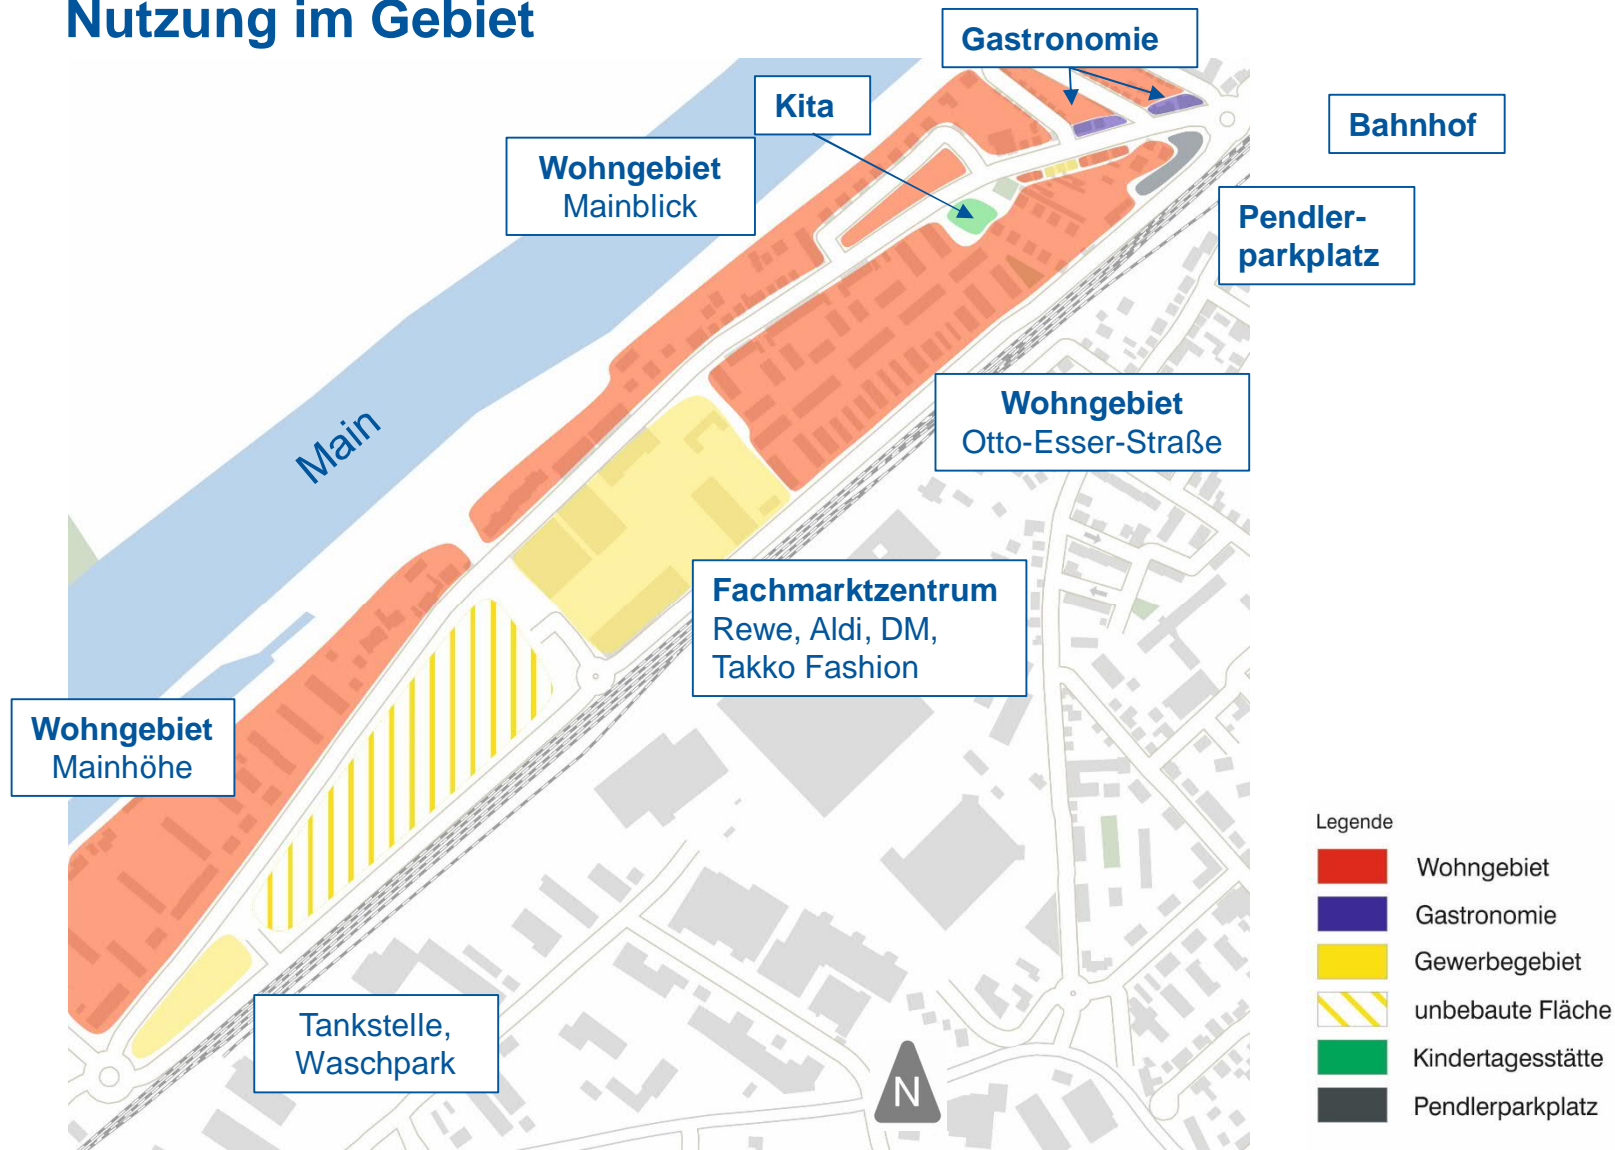 Nutzung im Gebiet
Gastronomie
Kita
Bahnhof
Wohngebiet
Mainblick
Pendler-
parkplatz
Main
Wohngebiet
Otto-Esser-Straße
Fachmarktzentrum
Rewe, Aldi, DM,
Takko Fashion
Wohngebiet
Mainhöhe
Tankstelle,
Waschpark
N
Legende
Wohngebiet
Gastronomie
Gewerbegebiet
unbebaute Fläche
Kindertagesstätte
Pendlerparkplatz